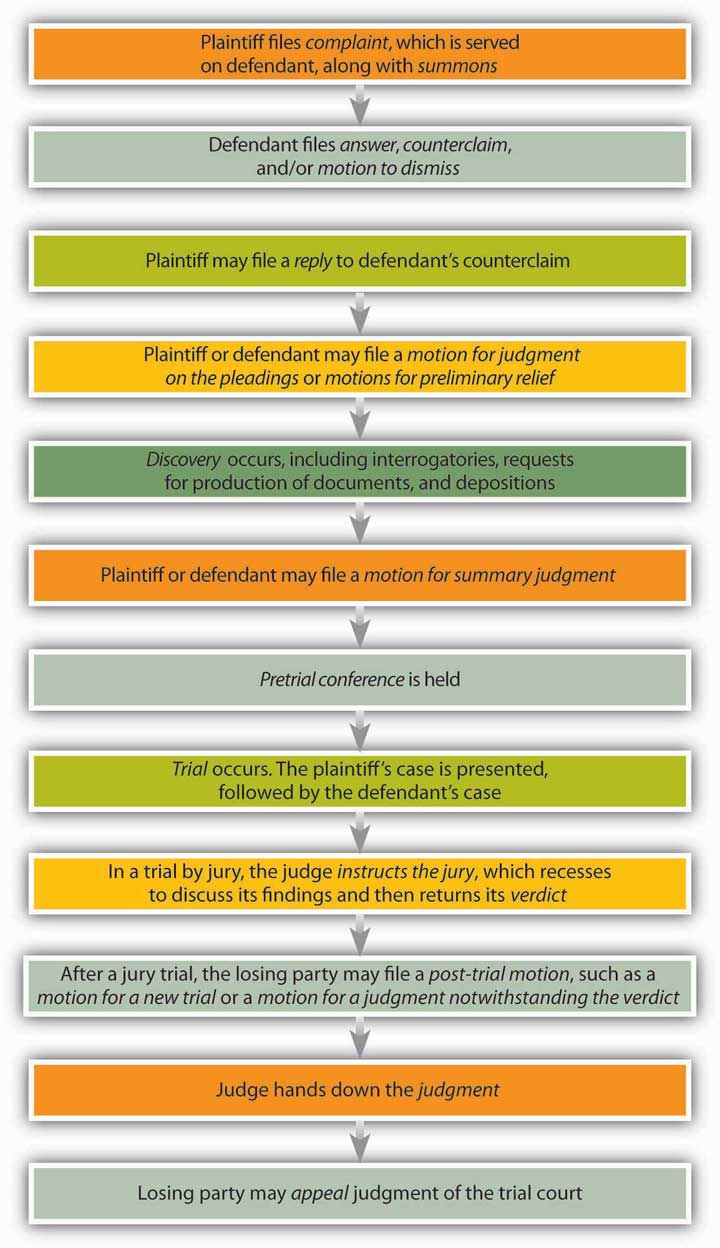 Plaintiff files complaint, which is served
on defendant, along with summons
Defendant files answer, counterclaim,
and/or motion to dismiss
Plaintiff may file a reply to defendant’s counterclaim
Plaintiff or defendant may file a motion for judgment
on the pleadings or motions for preliminary relief
Discovery occurs, including interrogatories, requests
for production of documents, and depositions
Plaintiff or defendant may file a motion for summary judgment
Pretrial conference is held
Trial occurs. The plaintiff’s case is presented,
followed by the defendant’s case
In a trial by jury, the judge instructs the jury, which recesses
to discuss its findings and then returns its verdict
After a jury trial, the losing party may file a post-trial motion, such as a
motion for a new trial or a motion for a judgment notwithstanding the verdict
Judge hands down the judgment
Losing party may appeal judgment of the trial court